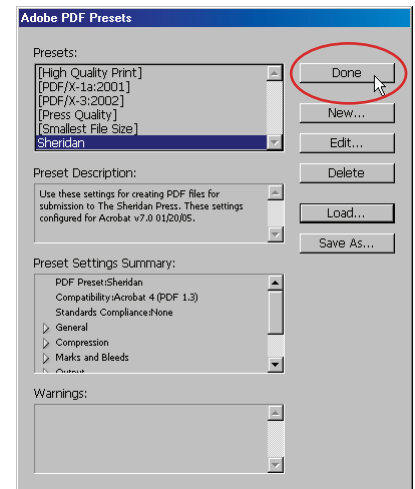 Adobe PDF Presets
Presets:
[High Quality Print]
[PDF/X-1a:2001]
[PDF/X-3:2002]
[Press Quality]
[Smallest File Size]
Sheridan
Done
New...
Edit...
Delete
Load...
Save As...
Preset Description:
Use these settings for creating PDF files for
submission to The Sheridan Press. These settings
configured for Acrobat v7.0 01/20/05.
Preset Settings Summary:
PDF Preset:Sheridan
Compatibility:Acrobat 4 (PDF 1.3)
Standards Compliance:None
General
Compression
Marks and Bleeds
Output
Warnings: